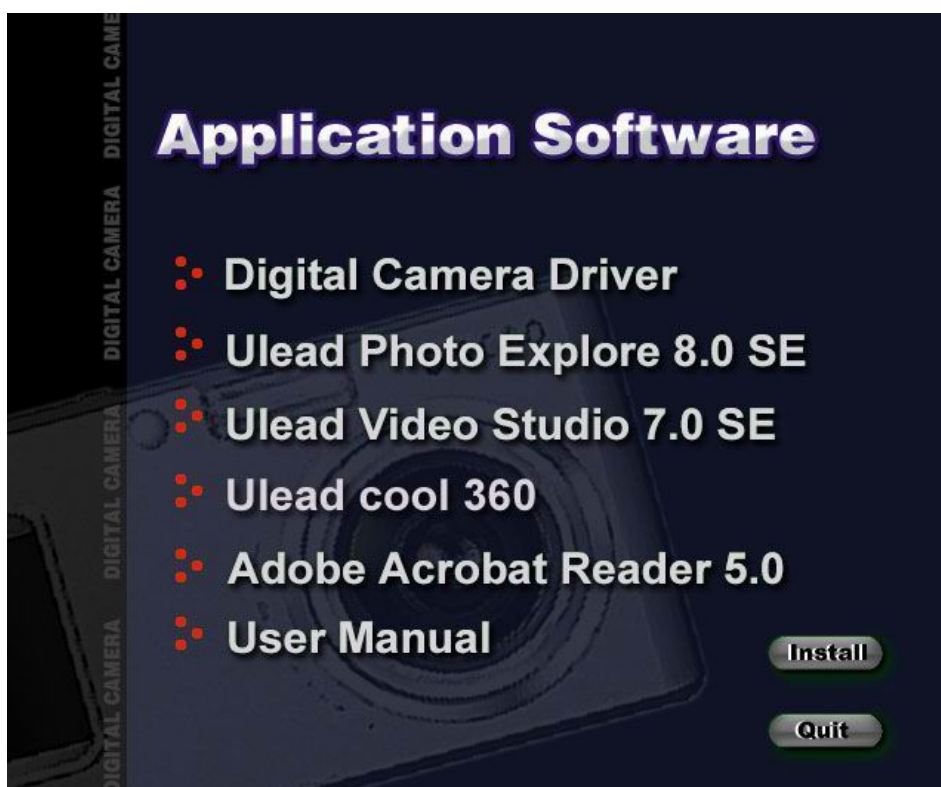 Application Software
Digital Camera Driver
Ulead Photo Explore 8.0 SE
Ulead Video Studio 7.0 SE
Ulead cool 360
Adobe Acrobat Reader 5.0
User Manual
Install
Quit
DIGITAL CAME
DIGITAL CAMERA
DIGITAL CAMERA
DIGITAL CAMERA